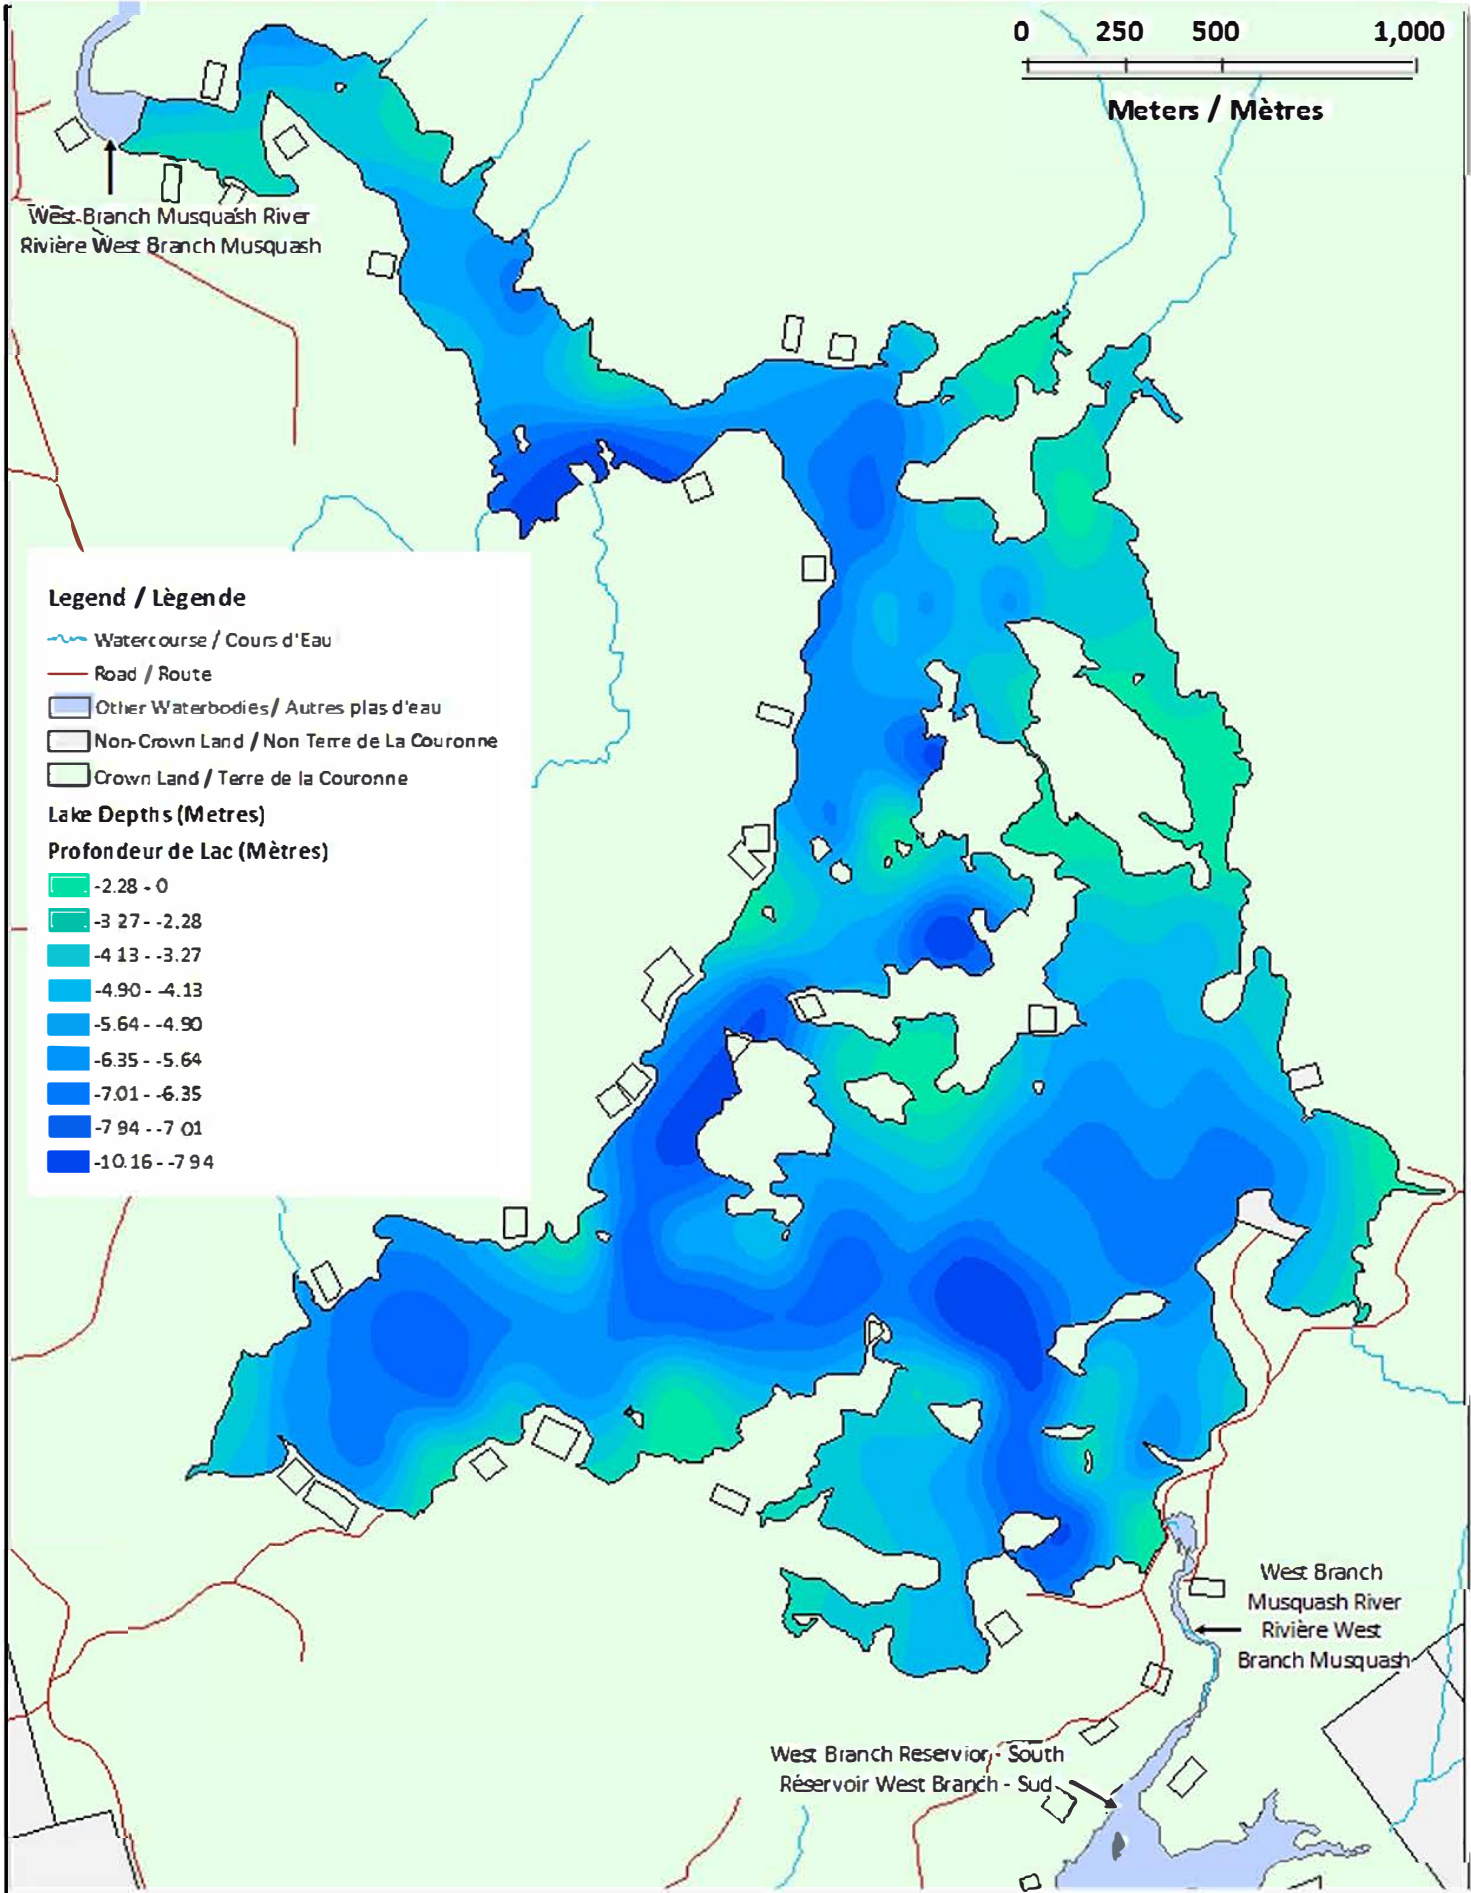 0 250 500 1,000
Meters / Mètres
West Branch Musquash River
Rivière West Branch Musquash
Legend / Lègende
Watercourse / Cours d'Eau
Road / Route
Other Waterbodies / Autres plas d'eau
Non-Crown Land / Non Terre de La Couronne
Crown Land / Terre de la Couronne
Lake Depths (Metres)
Profondeur de Lac (Mètres)
-2.28 - 0
-3 27 - -2.28
-4 13 - -3.27
-4.90 - -4.13
-5.64 - -4.90
-6.35 - -5.64
-7.01 - -6.35
-7 94 - -7 01
-10.16 - -7 94
West Branch
Musquash River
Rivière West
Branch Musquash
West Branch Reservior - South
Réservoir West Branch - Sud